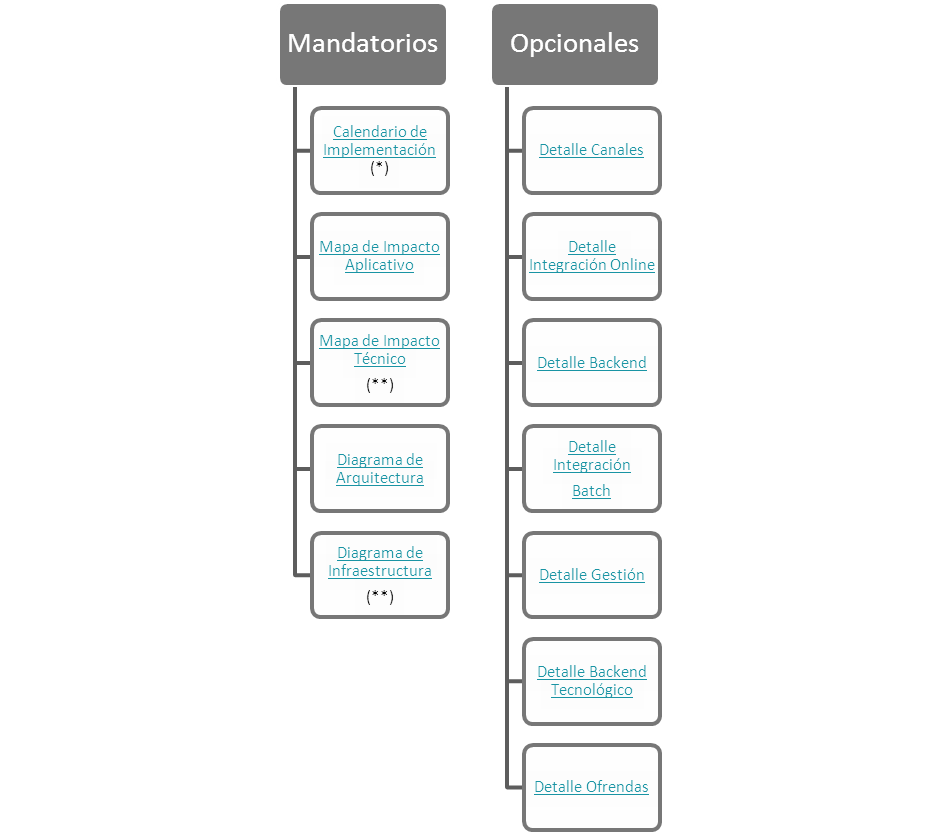 Mandatorios
Calendario de
Implementación
(*)
Mapa de Impacto
Aplicativo
Mapa de Impacto
Técnico
(**)
Diagrama de
Arquitectura
Diagrama de
Infraestructura
(**)
Opcionales
Detalle Canales
Detalle
Integración Online
Detalle Backend
Detalle
Integración
Batch
Detalle Gestión
Detalle Backend
Tecnológico
Detalle Ofrendas